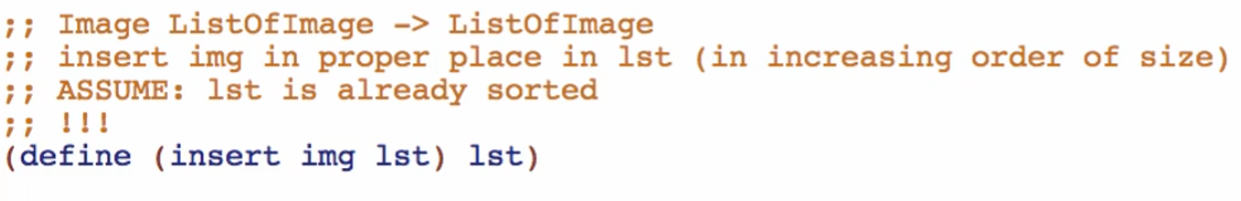 ;; Image ListOfImage -> ListOfImage
;; insert img in proper place in lst (in increasing order of size)
;; ASSUME: lst is already sorted
;; !!!
(define (insert img lst) lst)